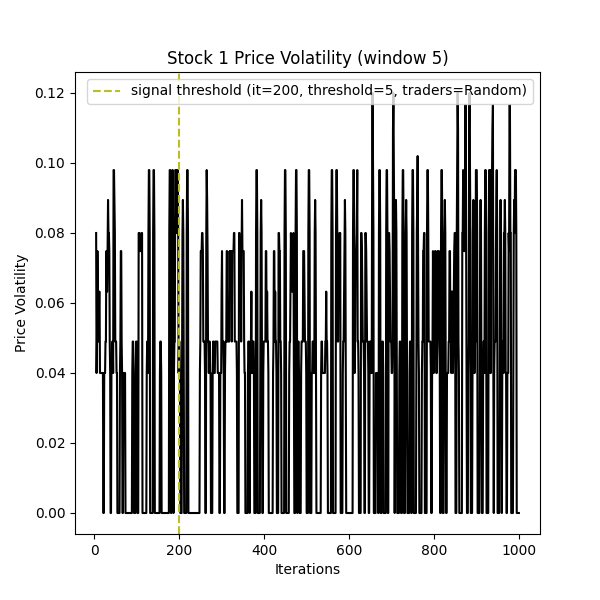 Stock 1 Price Volatility (window 5)
signal threshold (it=200, threshold=5, traders=Random)
0.12
0.10
0.08
0.06
0.04
0.02
0.00
Price Volatility
0 200 400 600 800 1000
Iterations